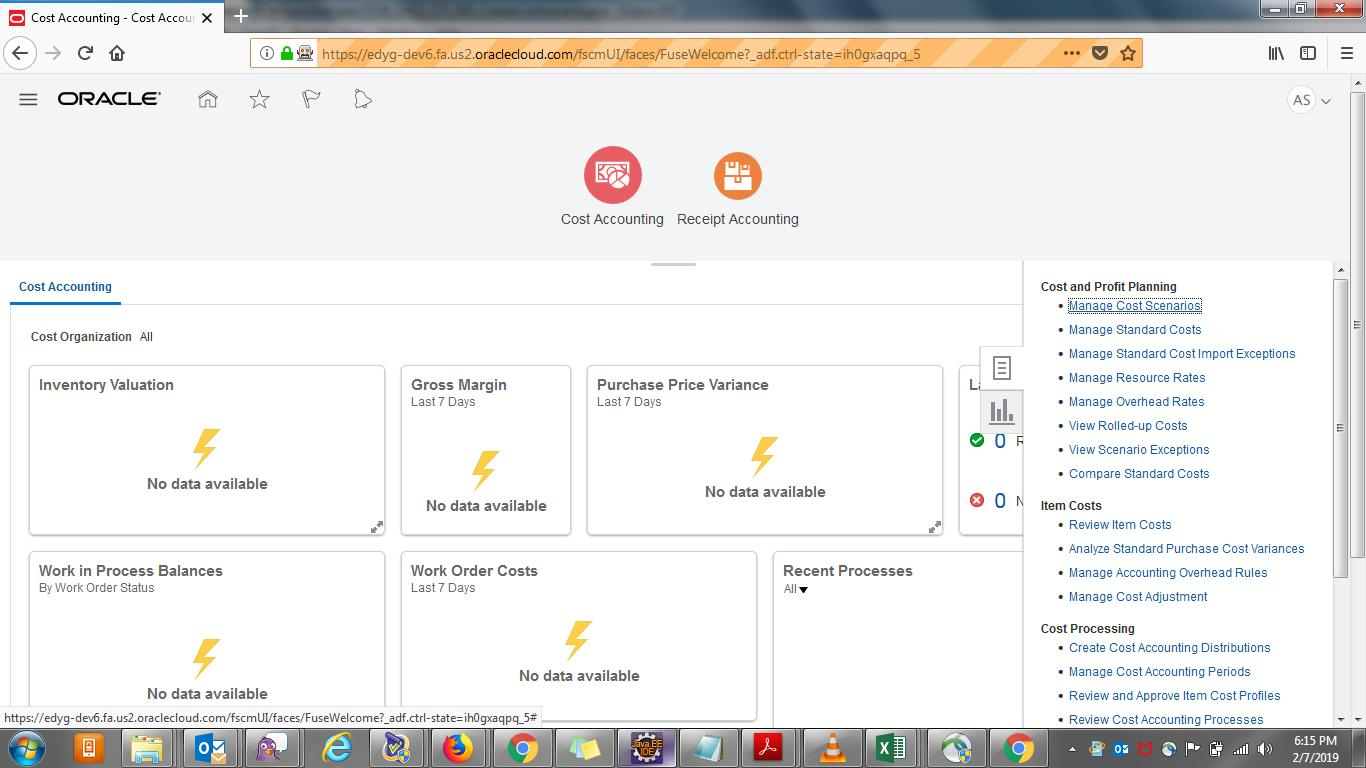 Cost Accounting - Cost Accou
https://edyg-dev6.fa.us2.oraclecloud.com/fscmUI/faces/FuseWelcome?_adf.ctrl-state=ih0gxaqpq_5
ORACLE
AS
Cost Accounting
Receipt Accounting
Cost Accounting
Cost Organization All
Inventory Valuation
No data available
Gross Margin
Last 7 Days
No data available
Purchase Price Variance
Last 7 Days
No data available
La
0 R
0 N
Work in Process Balances
By Work Order Status
No data available
Work Order Costs
Last 7 Days
No data available
Recent Processes
All
Cost and Profit Planning
Manage Cost Scenarios
Manage Standard Costs
Manage Standard Cost Import Exceptions
Manage Resource Rates
Manage Overhead Rates
View Rolled-up Costs
View Scenario Exceptions
Compare Standard Costs
Item Costs
Review Item Costs
Analyze Standard Purchase Cost Variances
Manage Accounting Overhead Rules
Manage Cost Adjustment
Cost Processing
Create Cost Accounting Distributions
Manage Cost Accounting Periods
Review and Approve Item Cost Profiles
Review Cost Accounting Processes
https://edyg-dev6.fa.us2.oraclecloud.com/fscmUI/faces/FuseWelcome?_adf.ctrl-state=ih0gxaqpq_5#
Java EE
IDE
6:15 PM
2/7/2019